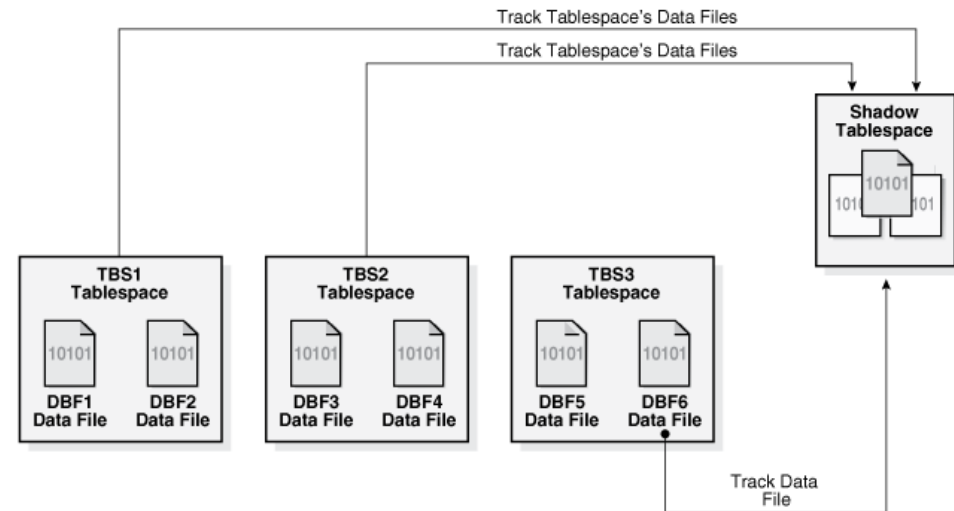 Track Tablespace's Data Files
Track Tablespace's Data Files
Shadow
Tablespace
10101
1010
101
TBS1
Tablespace
10101
10101
DBF1
Data File
DBF2
Data File
TBS2
Tablespace
10101
10101
DBF3
Data File
DBF4
Data File
TBS3
Tablespace
10101
10101
DBF5
Data File
DBF6
Data File
Track Data
File